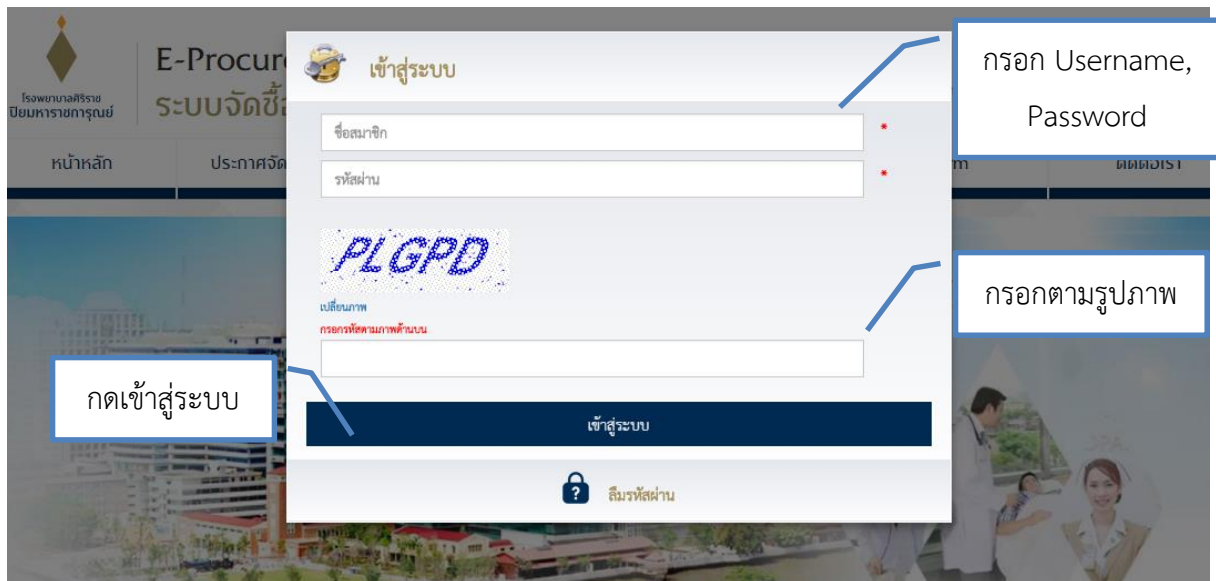 โรงพยาบาลศิริราช
ปิยมหาราชการุณย์
E-Procur
ระบบจัดซื้อ
หน้าหลัก
ประกาศจัด
m
ติดต่อเรา
เข้าสู่ระบบ
ชื่อสมาชิก
*
รหัสผ่าน
*
PLGPD
เปลี่ยนภาพ
กรอกรหัสตามภาพด้านบน
เข้าสู่ระบบ
ลืมรหัสผ่าน
กรอก Username,
Password
กรอกตามรูปภาพ
กดเข้าสู่ระบบ